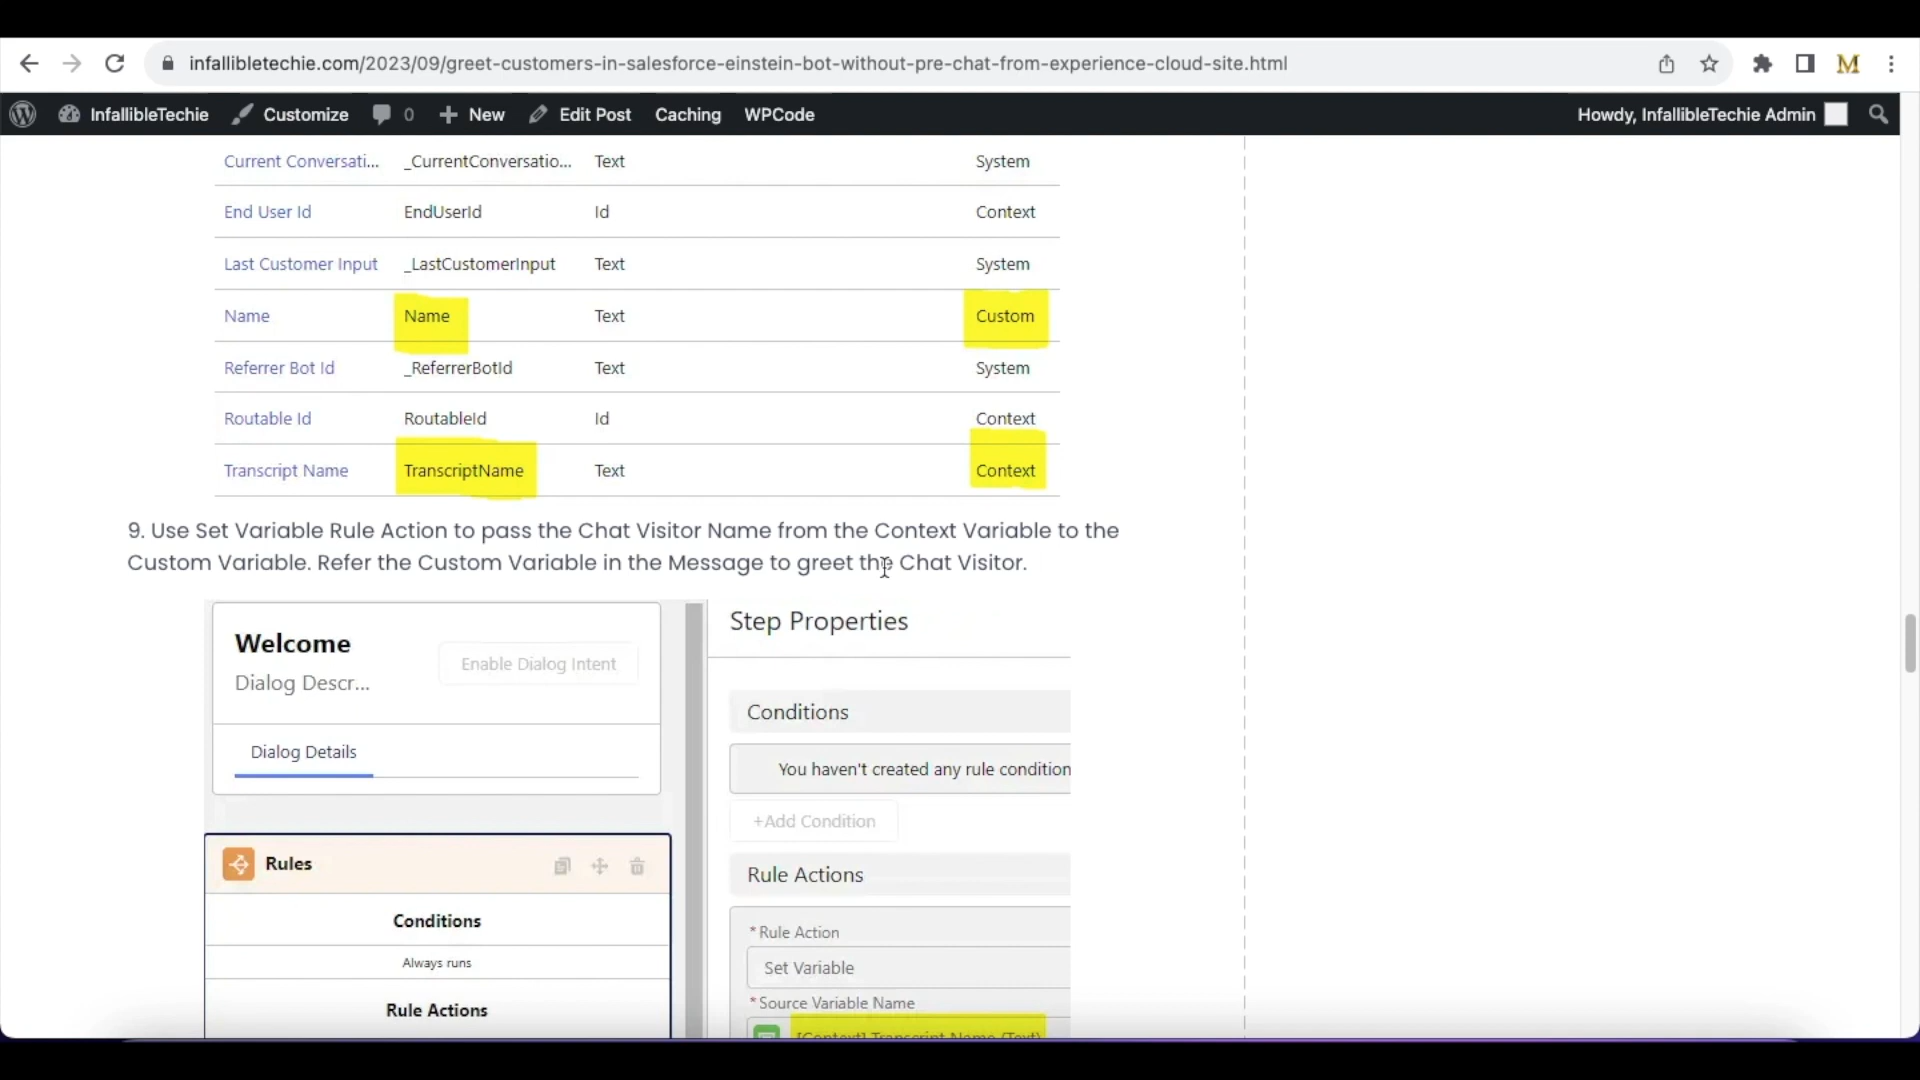 infallibletechie.com/2023/09/greet-customers-in-salesforce-einstein-bot-without-pre-chat-from-experience-cloud-site.html
M
InfallibleTechie Customize 0 New Edit Post Caching WPCode Howdy, InfallibleTechie Admin
Current Conversati... _CurrentConversatio... Text System
End User Id EndUserId Id Context
Last Customer Input _LastCustomerInput Text System
Name Name Text Custom
Referrer Bot Id _ReferrerBotId Text System
Routable Id RoutableId Id Context
Transcript Name TranscriptName Text Context
9. Use Set Variable Rule Action to pass the Chat Visitor Name from the Context Variable to the
Custom Variable. Refer the Custom Variable in the Message to greet the Chat Visitor.
Welcome
Enable Dialog Intent
Dialog Descr...
Dialog Details
Rules
Conditions
Always runs
Rule Actions
Step Properties
Conditions
You haven't created any rule condition
+Add Condition
Rule Actions
*Rule Action
Set Variable
*Source Variable Name
[Context] Transcript Name (Text)